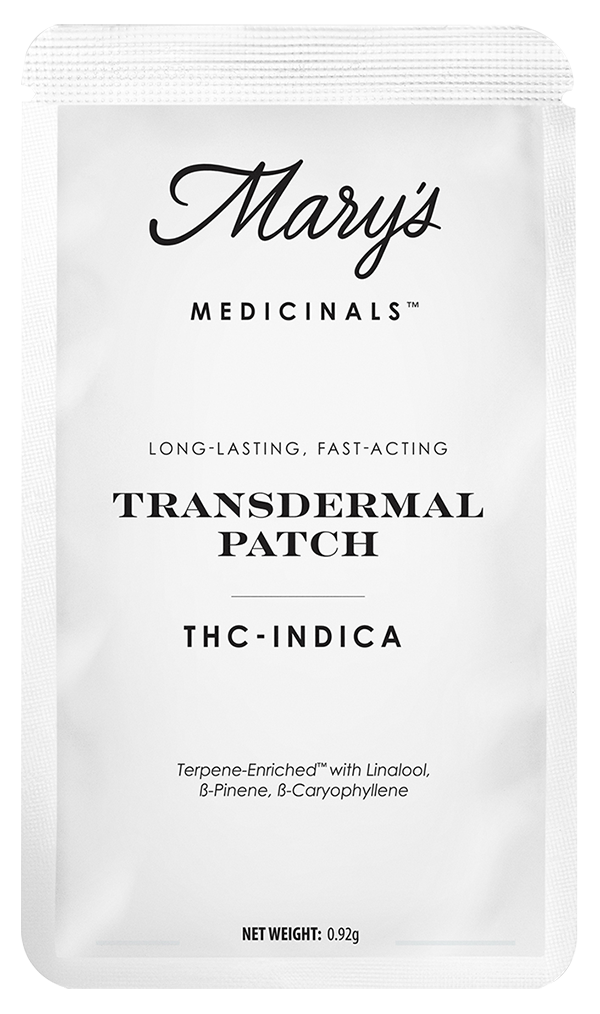 Mary's
MEDICINALS™
LONG-LASTING, FAST-ACTING
TRANSDERMAL
PATCH
THC-INDICA
Terpene-Enriched™ with Linalool,
ß-Pinene, ß-Caryophyllene
NET WEIGHT: 0.92g